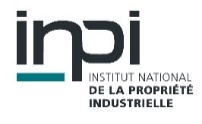 inpi
INSTITUT NATIONAL
DE LA PROPRIÉTÉ
INDUSTRIELLE